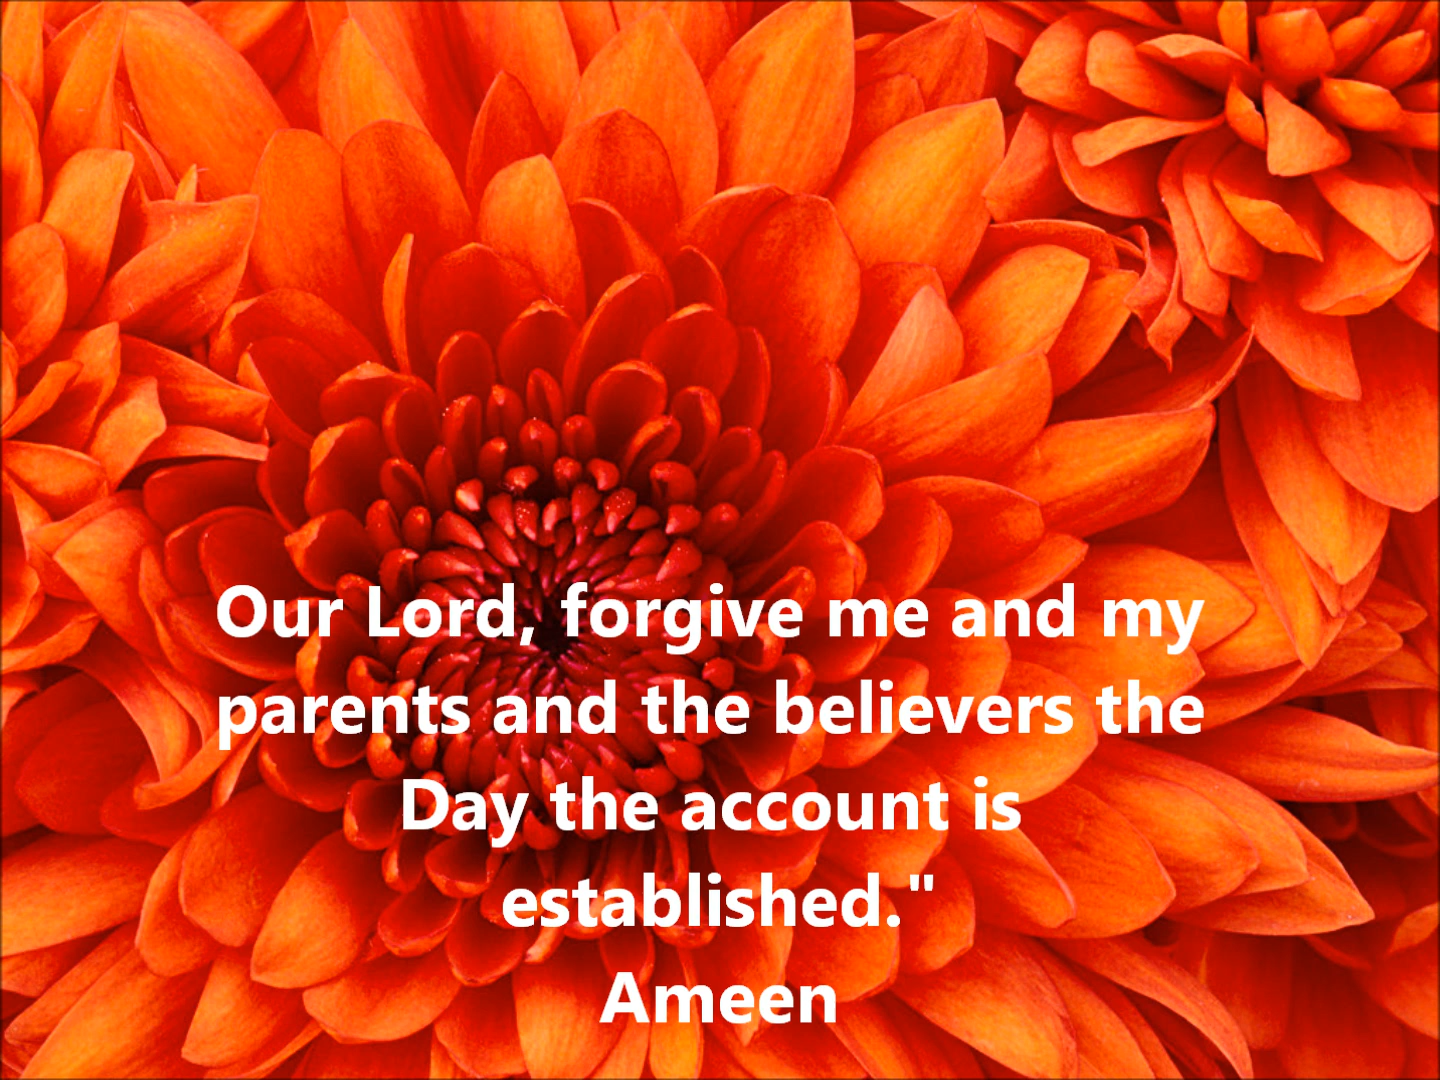 Our Lord, forgive me and my
parents and the believers the
Day the account is
established."
Ameen